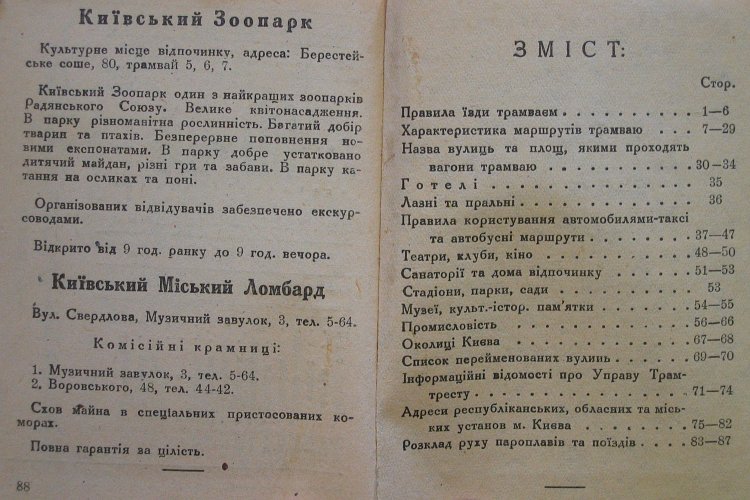 Київський Зоопарк
Культурне місце відпочинку, адреса: Берестей-
ське соше, 80, трамвай 5, 6, 7.
Київський Зоопарк один з найкращих зоопарків
Радянського Союзу. Велике квітонасадження.
В парку різноманітна рослинність. Багатий добір
тварин та птахів. Безперервне поповнення но-
вими експонатами. В парку добре устатковано
дитячий майдан, різні гри та забави. В парку ка-
тання на осликах та поні.
Організованих відвідувачів забезпечено екскур-
соводами.
Відкрито від 9 год. ранку до 9 год. вечора.
Київський Міський Ломбард
Вул. Свердлова, Музичний завулок, 3, тел. 5-64.
Комісійні крамниці:
1. Музичний завулок, 3, тел. 5-64.
2. Воровського, 48, тел. 44-42.
Схов майна в спеціальних пристосованих ко-
морах.
Повна гарантія за цілість.
88
ЗМІСТ:
Стор.
Правила їзди трамваєм . . . . . . . . . . 1—6
Характеристика маршрутів трамваю . . . . 7—29
Назва вулиць та площ, якими проходять
вагони трамваю . . . . . . . . . . 30—34
Готелі . . . . . . . . . . . . . . 35
Лазні та пральні . . . . . . . . . . . . 36
Правила користування автомобілями-таксі
та автобусні маршрути . . . . . . . 37—47
Театри, клуби, кіно . . . . . . . . . . 48—50
Санаторії та дома відпочинку . . . . . . 51—53
Стадіони, парки, сади . . . . . . . . . 53
Музеї, культ.-істор. пам'ятки . . . . . . 54—55
Промисловість . . . . . . . . . . . . 56—66
Околиці Києва . . . . . . . . . . . . 67—68
Список перейменованих вулиць . . . . . . 69—70
Інформаційні відомості про Управу Трам-
тресту . . . . . . . . . . . . . 71—74
Адреси республіканських, обласних та місь-
ких установ м. Києва . . . . . . . . 75—82
Розклад руху пароплавів та поїздів . . . . 83—87